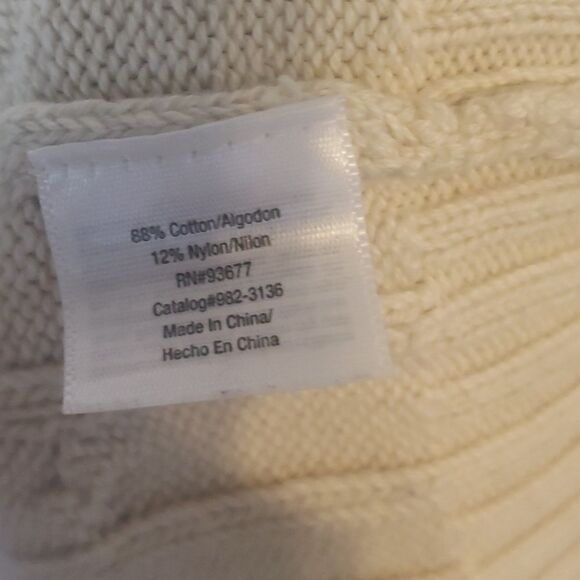 88% Cotton/Algodon
12% Nylon/Nilon
RN#93677
Catalog#982-3136
Made In China/
Hecho En China